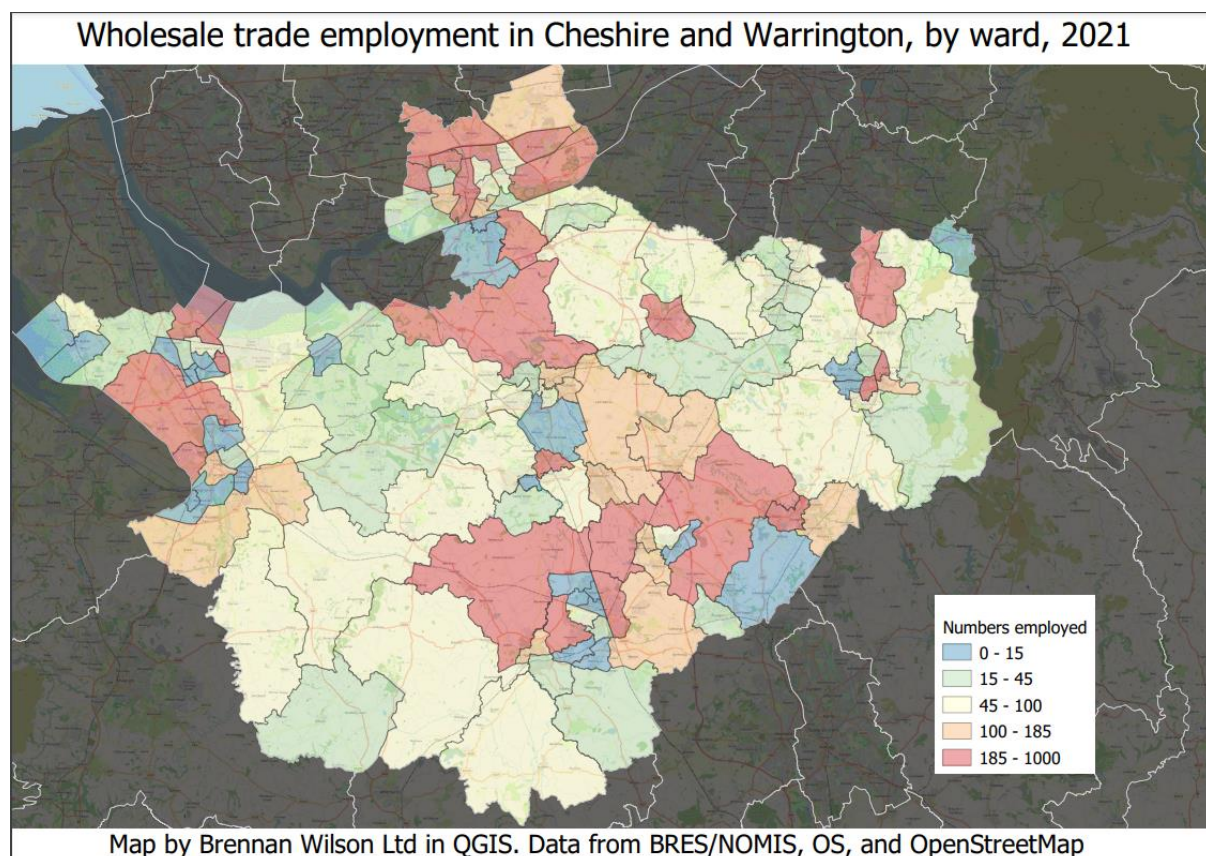 Wholesale trade employment in Cheshire and Warrington, by ward, 2021
Numbers employed
0 - 15
15 - 45
45 - 100
100 - 185
185 - 1000
Map by Brennan Wilson Ltd in QGIS. Data from BRES/NOMIS, OS, and OpenStreetMap